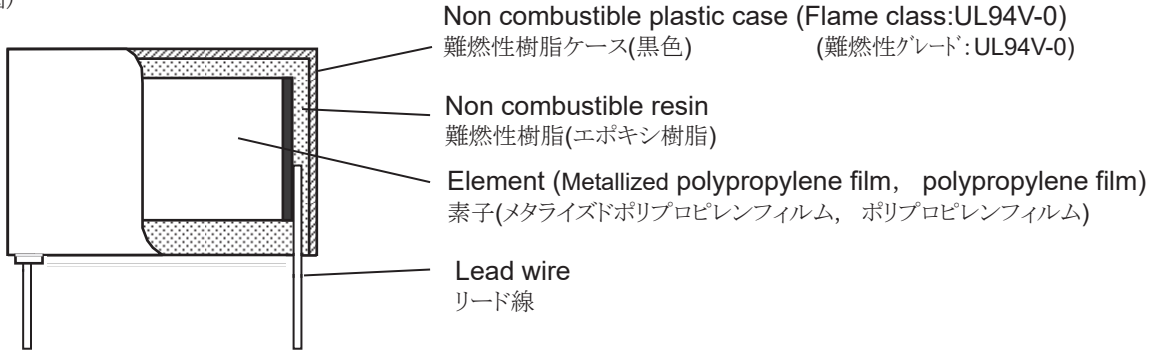 Non combustible plastic case (Flame class:UL94V-0)
難燃性樹脂ケース(黒色) (難燃性ｸﾞﾚｰﾄﾞ:UL94V-0)
Non combustible resin
難燃性樹脂(エポキシ樹脂)
Element (Metallized polypropylene film, polypropylene film)
素子(メタライズドポリプロピレンフィルム, ポリプロピレンフィルム)
Lead wire
リード線